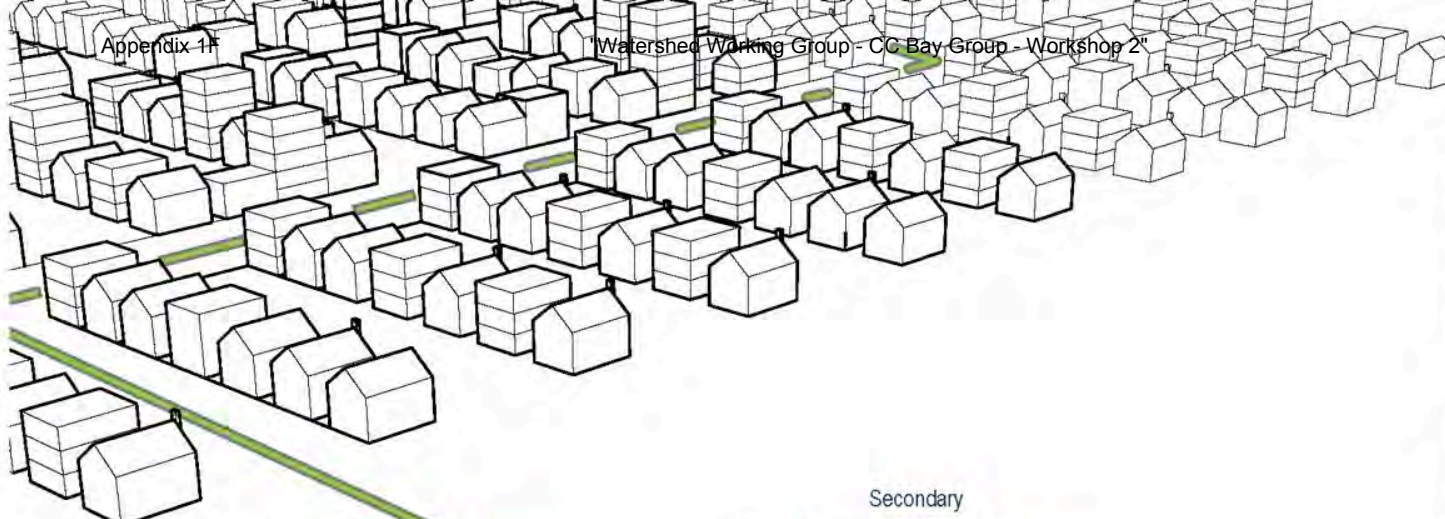 Appendix 1F
"Watershed Working Group - CC Bay Group - Workshop 2"
Secondary